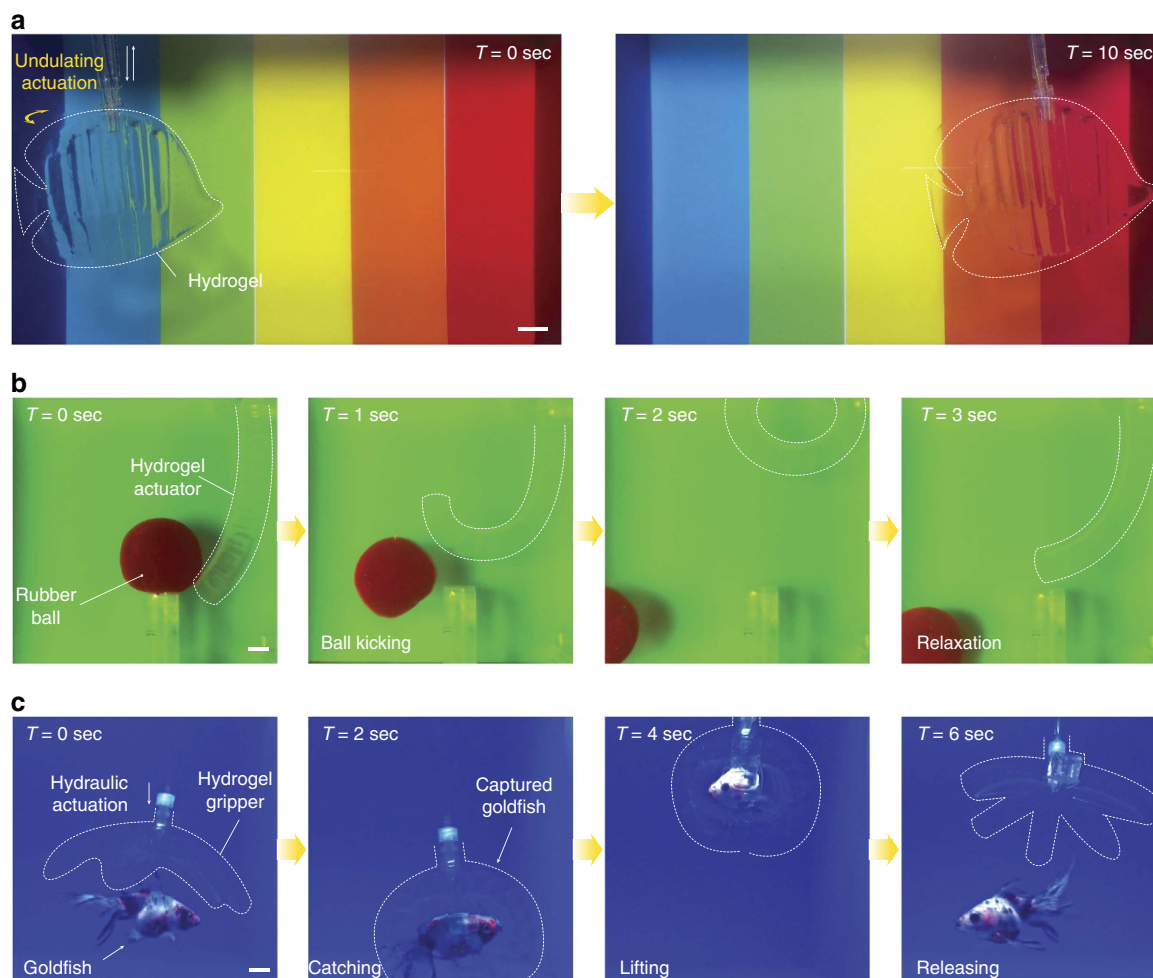 a
Undulating
actuation
T = 0 sec
T = 10 sec
Hydrogel
b
T = 0 sec
T = 1 sec
T = 2 sec
T = 3 sec
Hydrogel
actuator
Rubber
ball
Ball kicking
Relaxation
c
T = 0 sec
T = 2 sec
T = 4 sec
T = 6 sec
Hydraulic
actuation
Hydrogel
gripper
Captured
goldfish
Goldfish
Catching
Lifting
Releasing